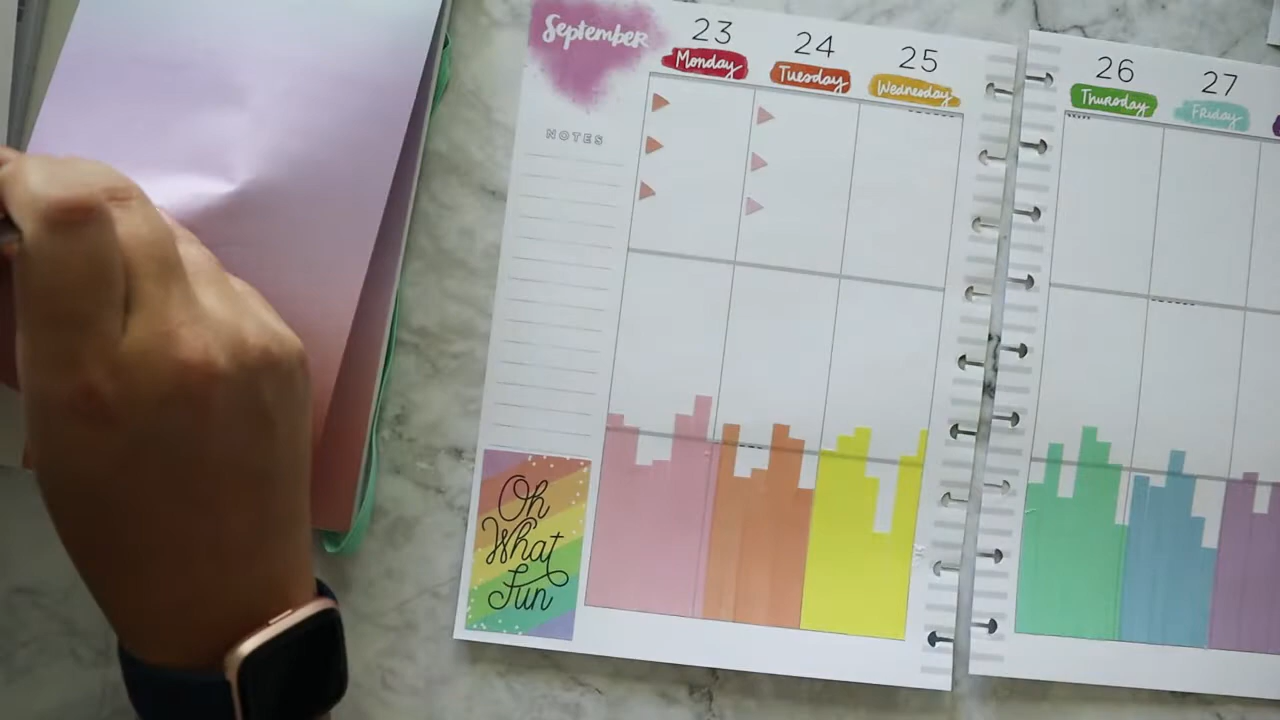 September
23
Monday
24
Tuesday
25
Wednesday
26
Thursday
27
Friday
NOTES
Oh
What
Fun